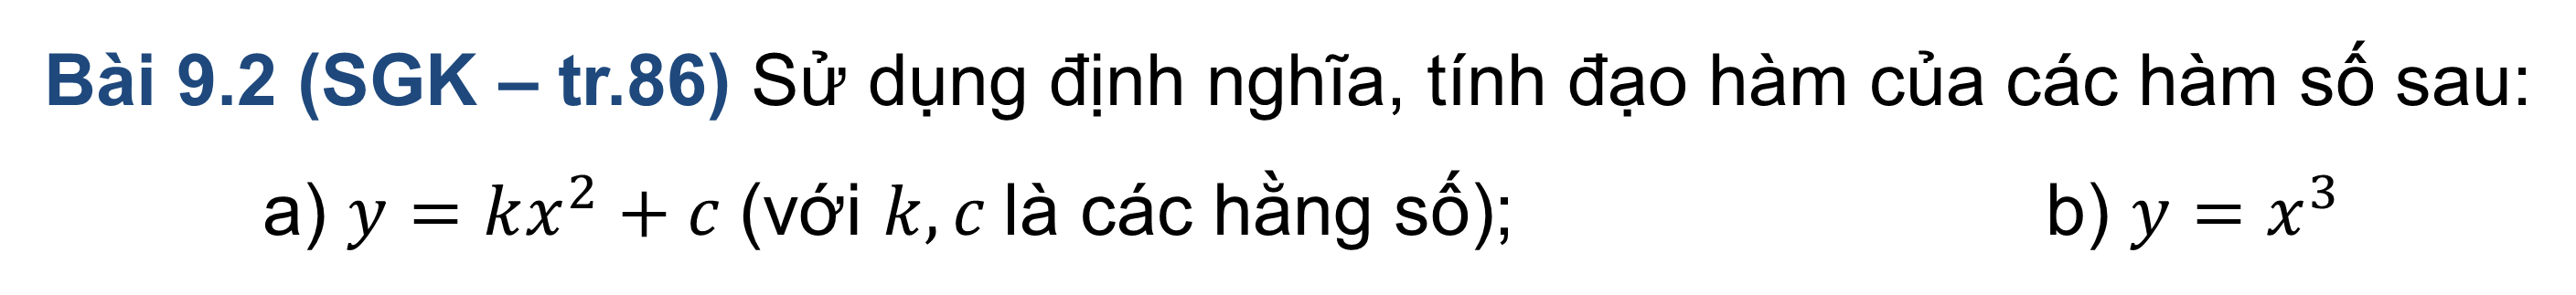 Bài 9.2 (SGK – tr.86) Sử dụng định nghĩa, tính đạo hàm của các hàm số sau:
a) y = kx² + c (với k, c là các hằng số); b) y = x³